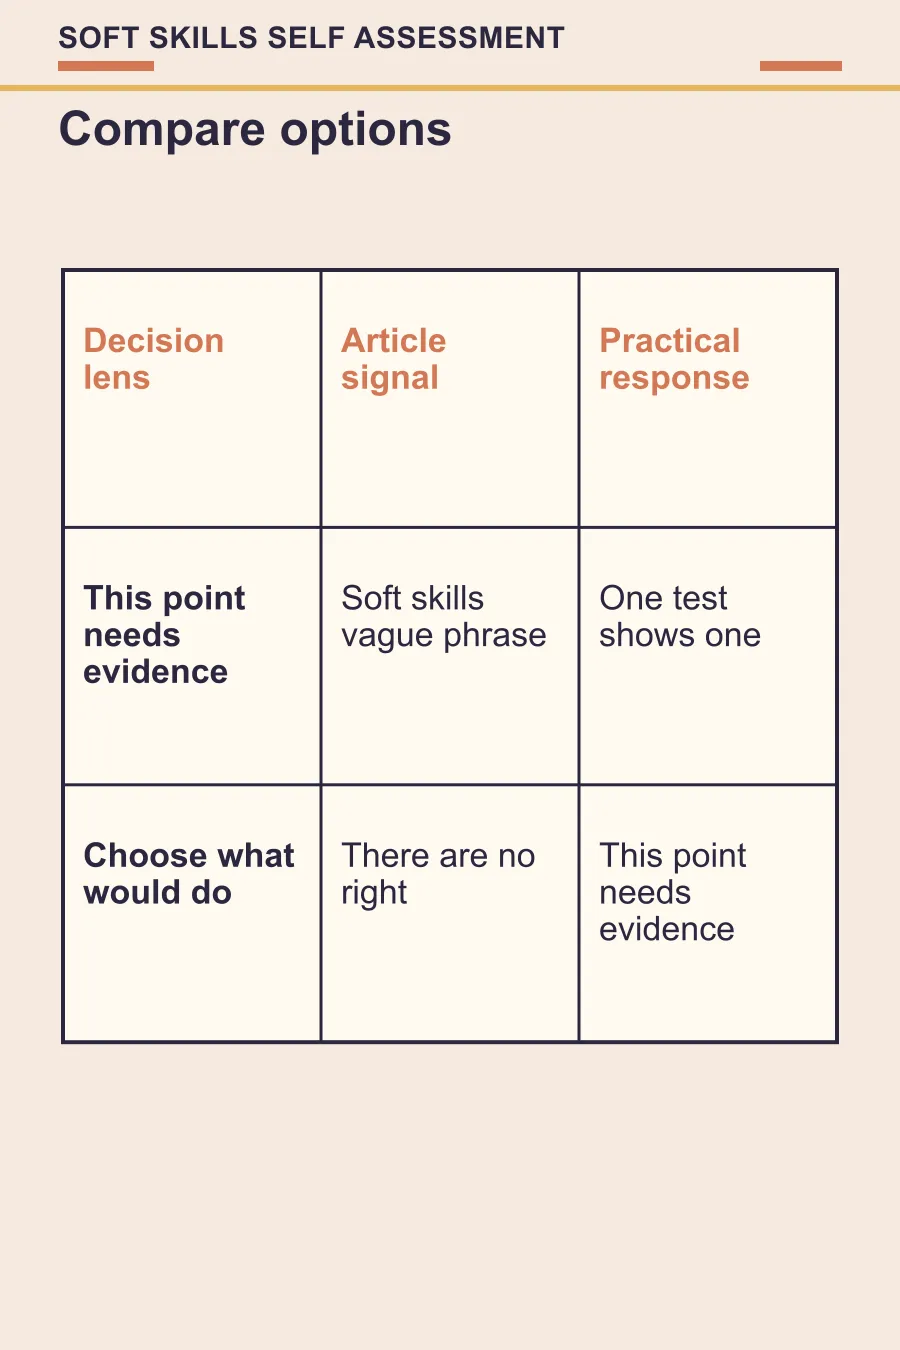 SOFT SKILLS SELF ASSESSMENT
Compare options
Decision
lens
Article
signal
Practical
response
This point
needs
evidence
Soft skills
vague phrase
One test
shows one
Choose what
would do
There are no
right
This point
needs
evidence